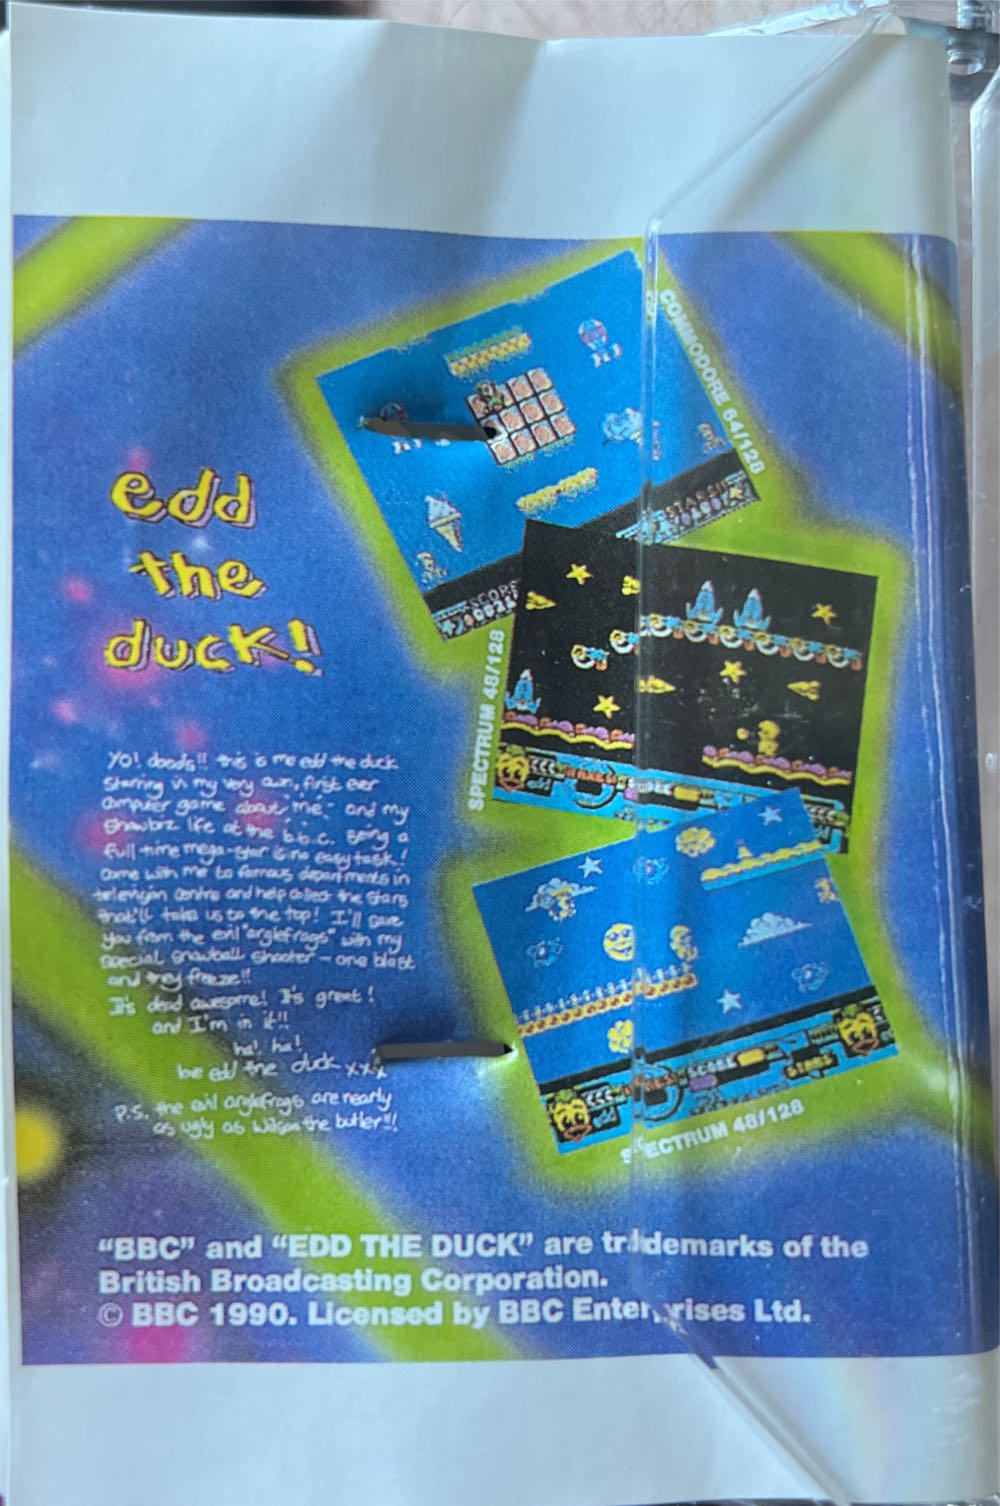 COMMODORE 64/128
edd
the
duck!
SPECTRUM 48/128
yo! doods!! this is me edd the duck
starring in my very own, first ever
computer game about 'me' and my
showbiz life at the b.b.c. Being a
full time mega-star is no easy task!
come with me to famous departments in
television centre and help collect the stars
that'll take us to the top! I'll save
you from the evil "anglefrogs" with my
special snowball shooter - one blast
and they freeze!!
It's dead awesome! It's great!
and I'm in it!!
ha! ha!
edd the duck xxx
P.S. the evil anglefrogs are nearly
as ugly as Wilson the butler!!
SCORE
STARS
SPECTRUM 48/128
"BBC" and "EDD THE DUCK" are trademarks of the
British Broadcasting Corporation.
© BBC 1990. Licensed by BBC Enterprises Ltd.